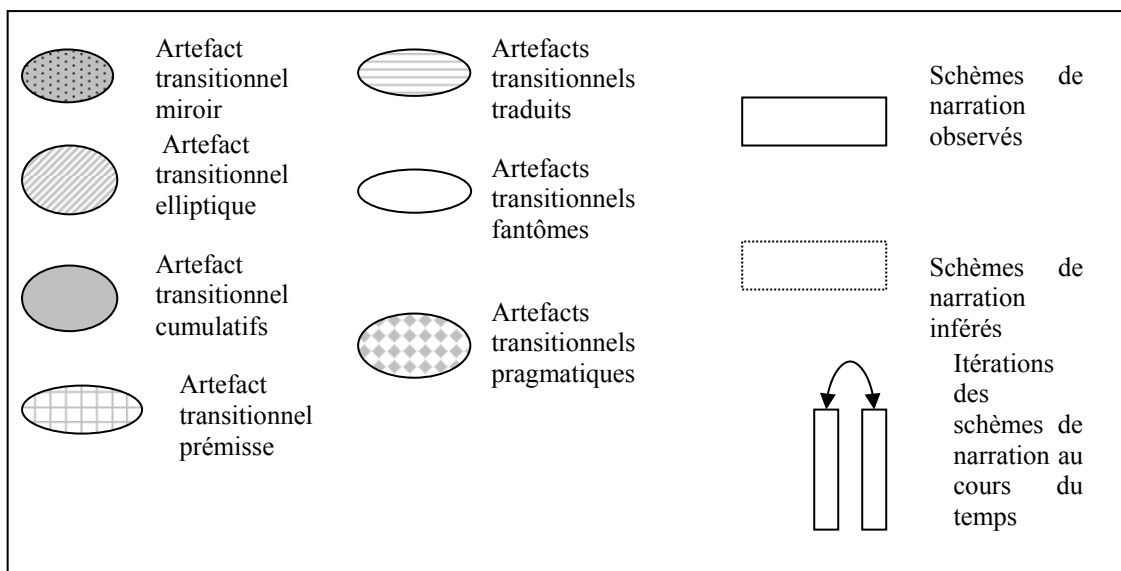 Artefact
transitionnel
miroir
Artefact
transitionnel
elliptique
Artefact
transitionnel
cumulatifs
Artefact
transitionnel
prémisse
Artefacts
transitionnels
traduits
Artefacts
transitionnels
fantômes
Artefacts
transitionnels
pragmatiques
Schèmes de
narration
observés
Schèmes de
narration
inférés
Itérations
des
schèmes de
narration au
cours du
temps